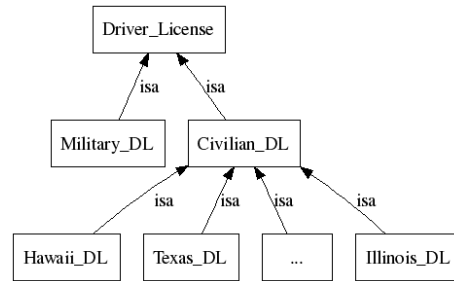 Driver_License
isa
isa
Military_DL
Civilian_DL
isa
isa
isa
isa
Hawaii_DL
Texas_DL
...
Illinois_DL